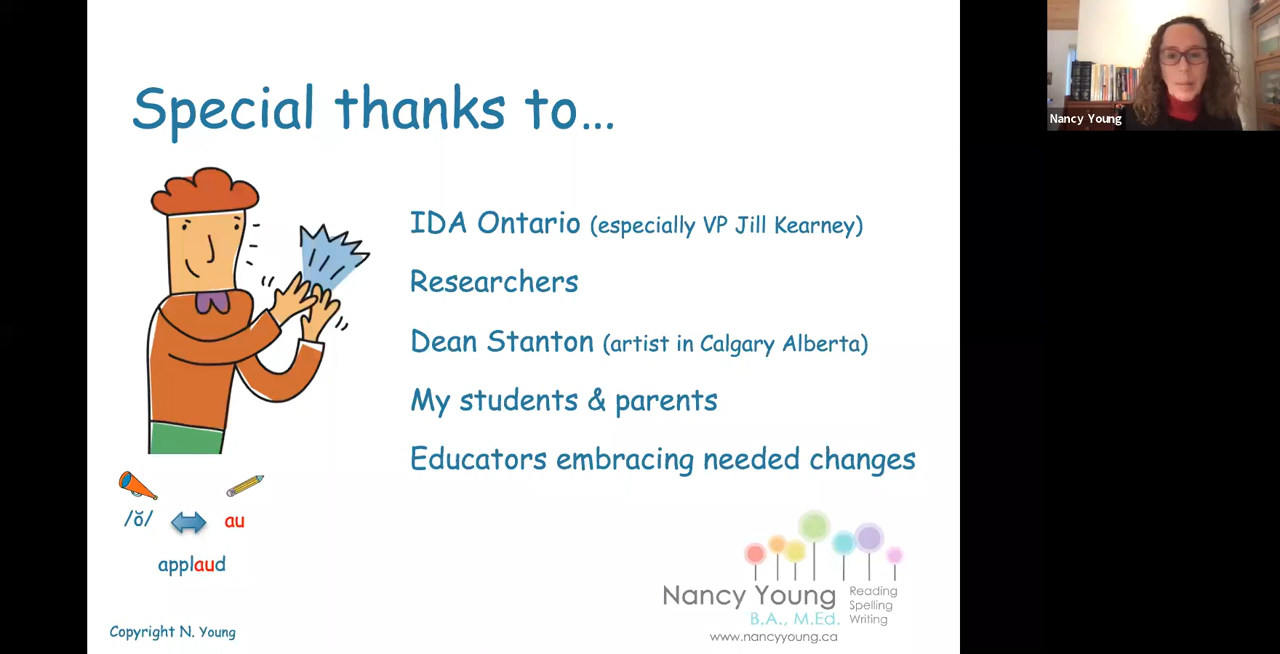 Special thanks to...
IDA Ontario (especially VP Jill Kearney)
Researchers
Dean Stanton (artist in Calgary Alberta)
My students & parents
Educators embracing needed changes
/ŏ/ au
applaud
Copyright N. Young
Nancy Young
B.A., M.Ed.
Reading
Spelling
Writing
www.nancyyoung.ca
Nancy Young